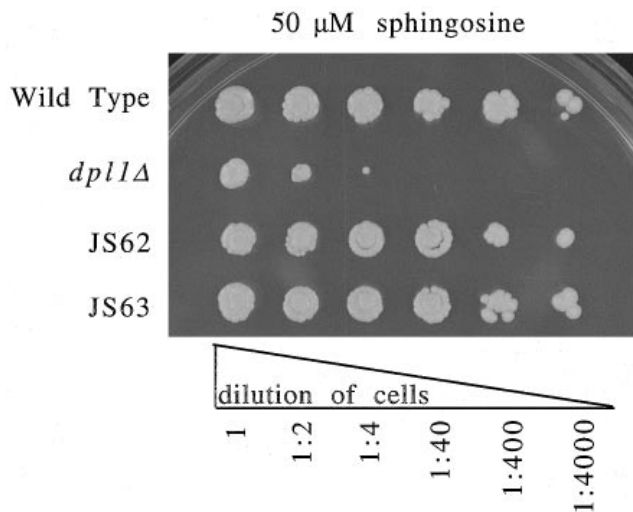 50 µM sphingosine
Wild Type
dpl1Δ
JS62
JS63
dilution of cells
1
1:2
1:4
1:40
1:400
1:4000